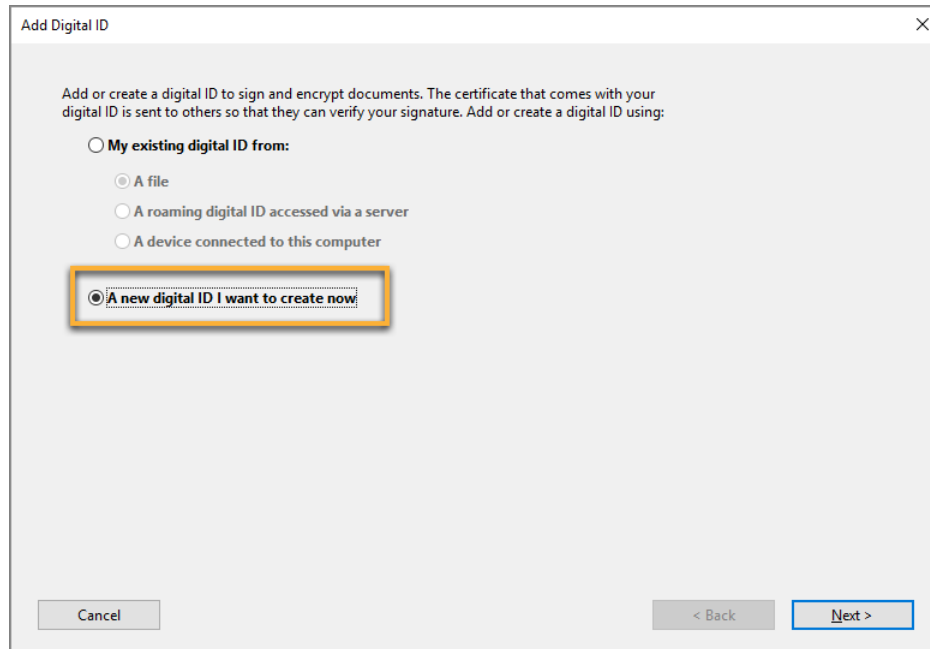 Add Digital ID
Add or create a digital ID to sign and encrypt documents. The certificate that comes with your
digital ID is sent to others so that they can verify your signature. Add or create a digital ID using:
My existing digital ID from:
A file
A roaming digital ID accessed via a server
A device connected to this computer
A new digital ID I want to create now
Cancel
< Back
Next >